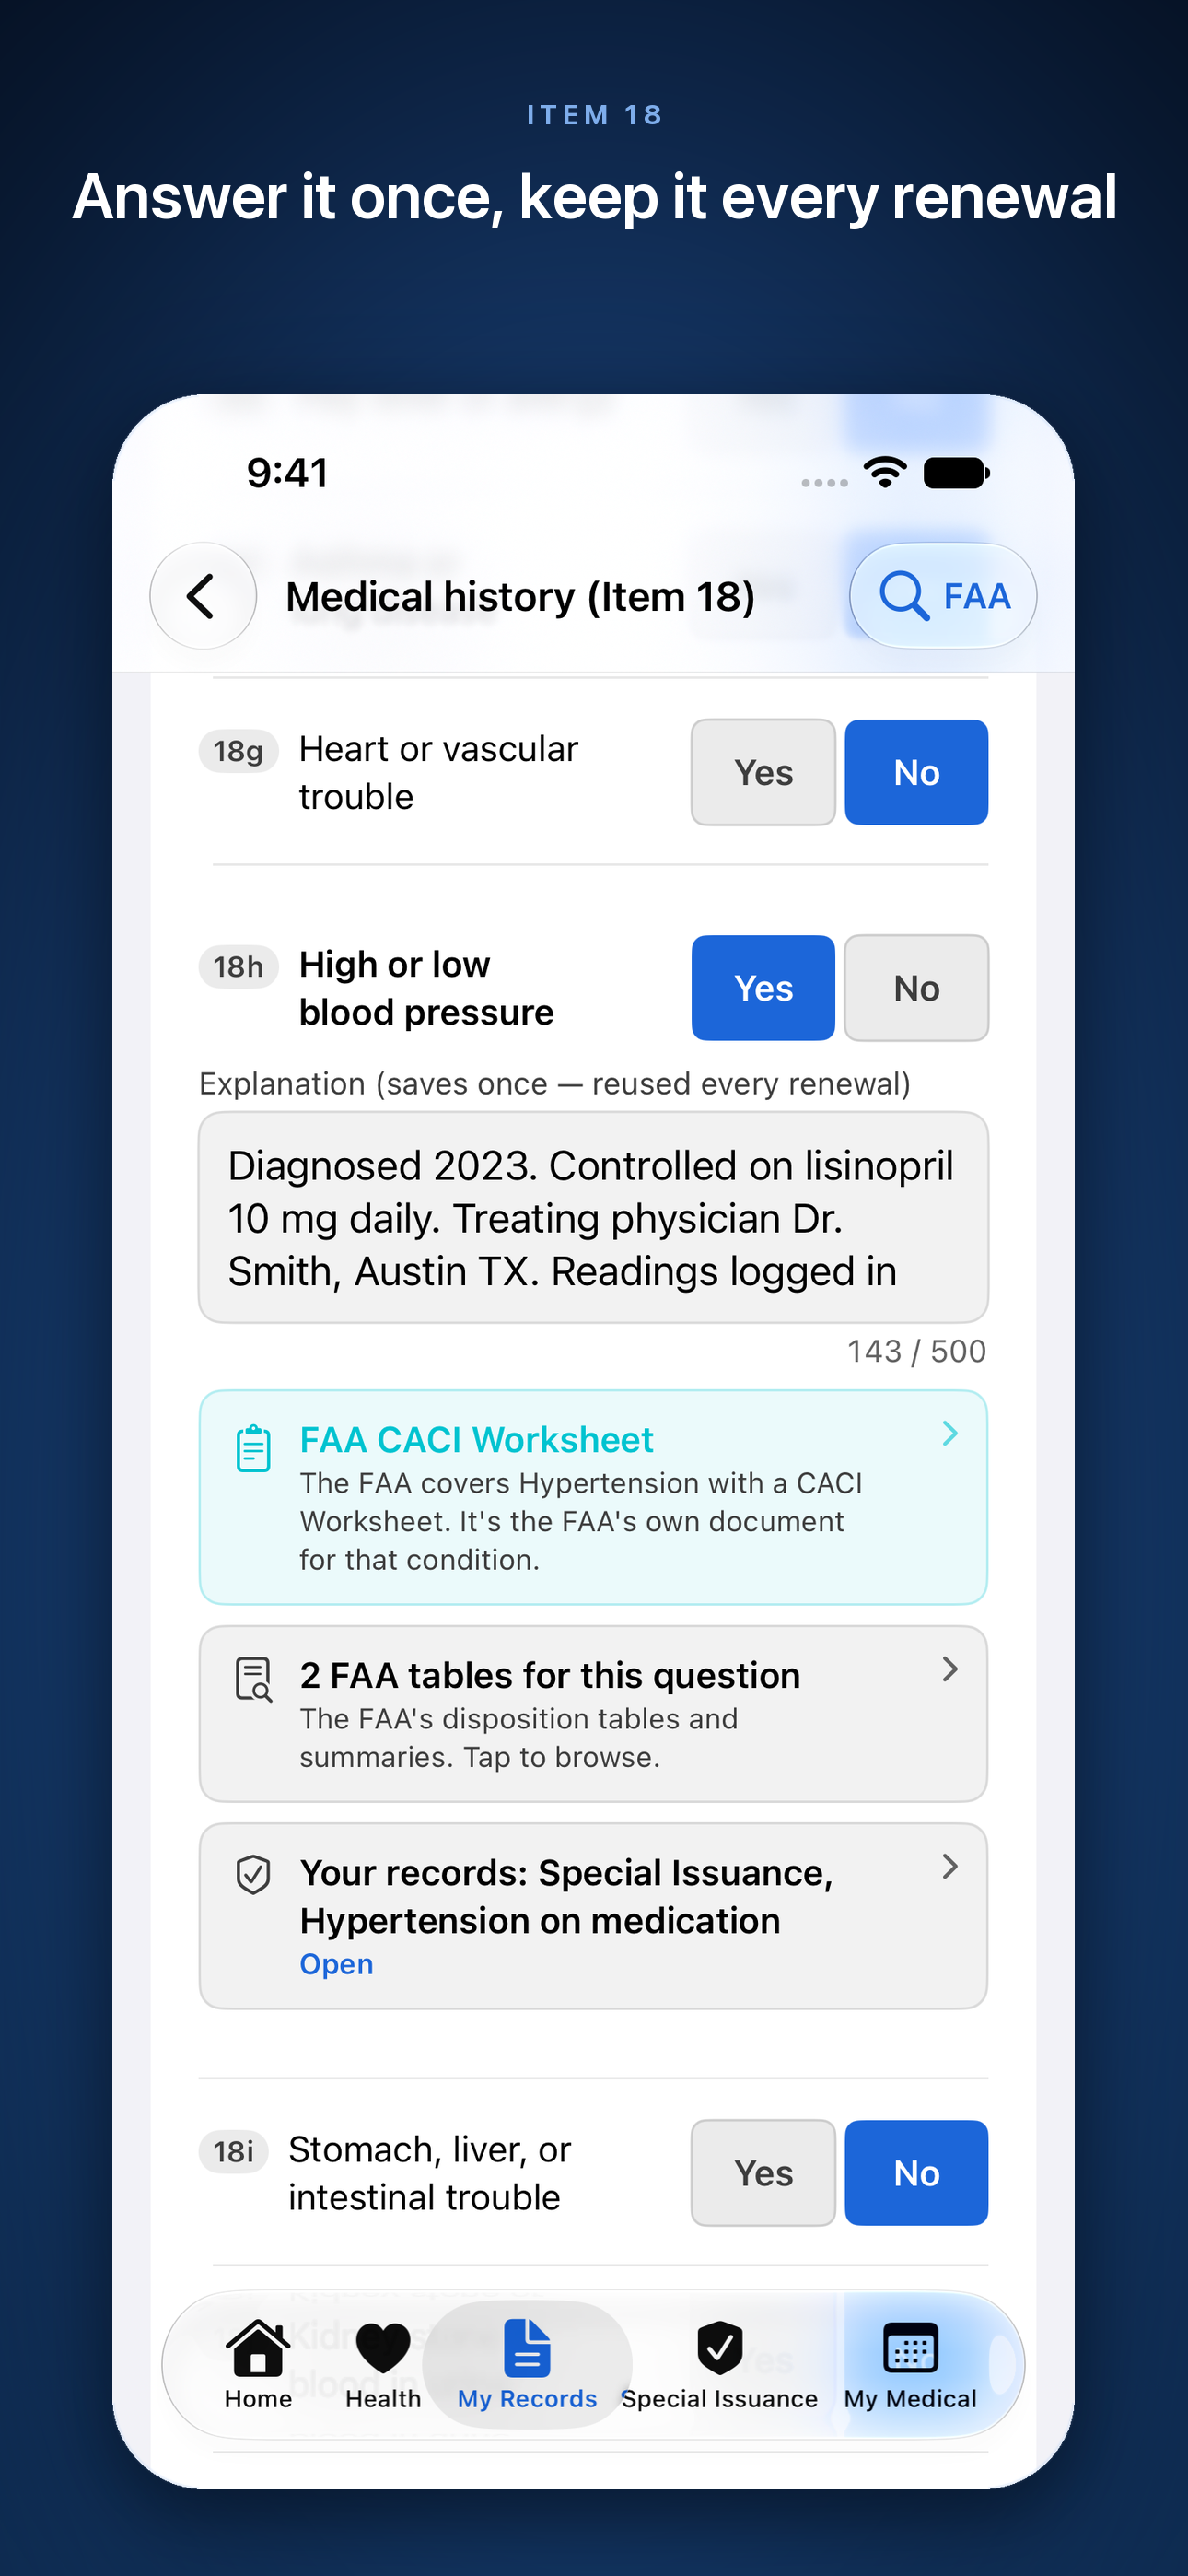 ITEM 18
Answer it once, keep it every renewal
9:41
Medical history (Item 18)
FAA
18g
Heart or vascular
trouble
Yes
No
18h
High or low
blood pressure
Yes
No
Explanation (saves once — reused every renewal)
Diagnosed 2023. Controlled on lisinopril
10 mg daily. Treating physician Dr.
Smith, Austin TX. Readings logged in
143 / 500
FAA CACI Worksheet
The FAA covers Hypertension with a CACI
Worksheet. It's the FAA's own document
for that condition.
2 FAA tables for this question
The FAA's disposition tables and
summaries. Tap to browse.
Your records: Special Issuance,
Hypertension on medication
Open
18i
Stomach, liver, or
intestinal trouble
Yes
No
Home
Health
My Records
Special Issuance
My Medical